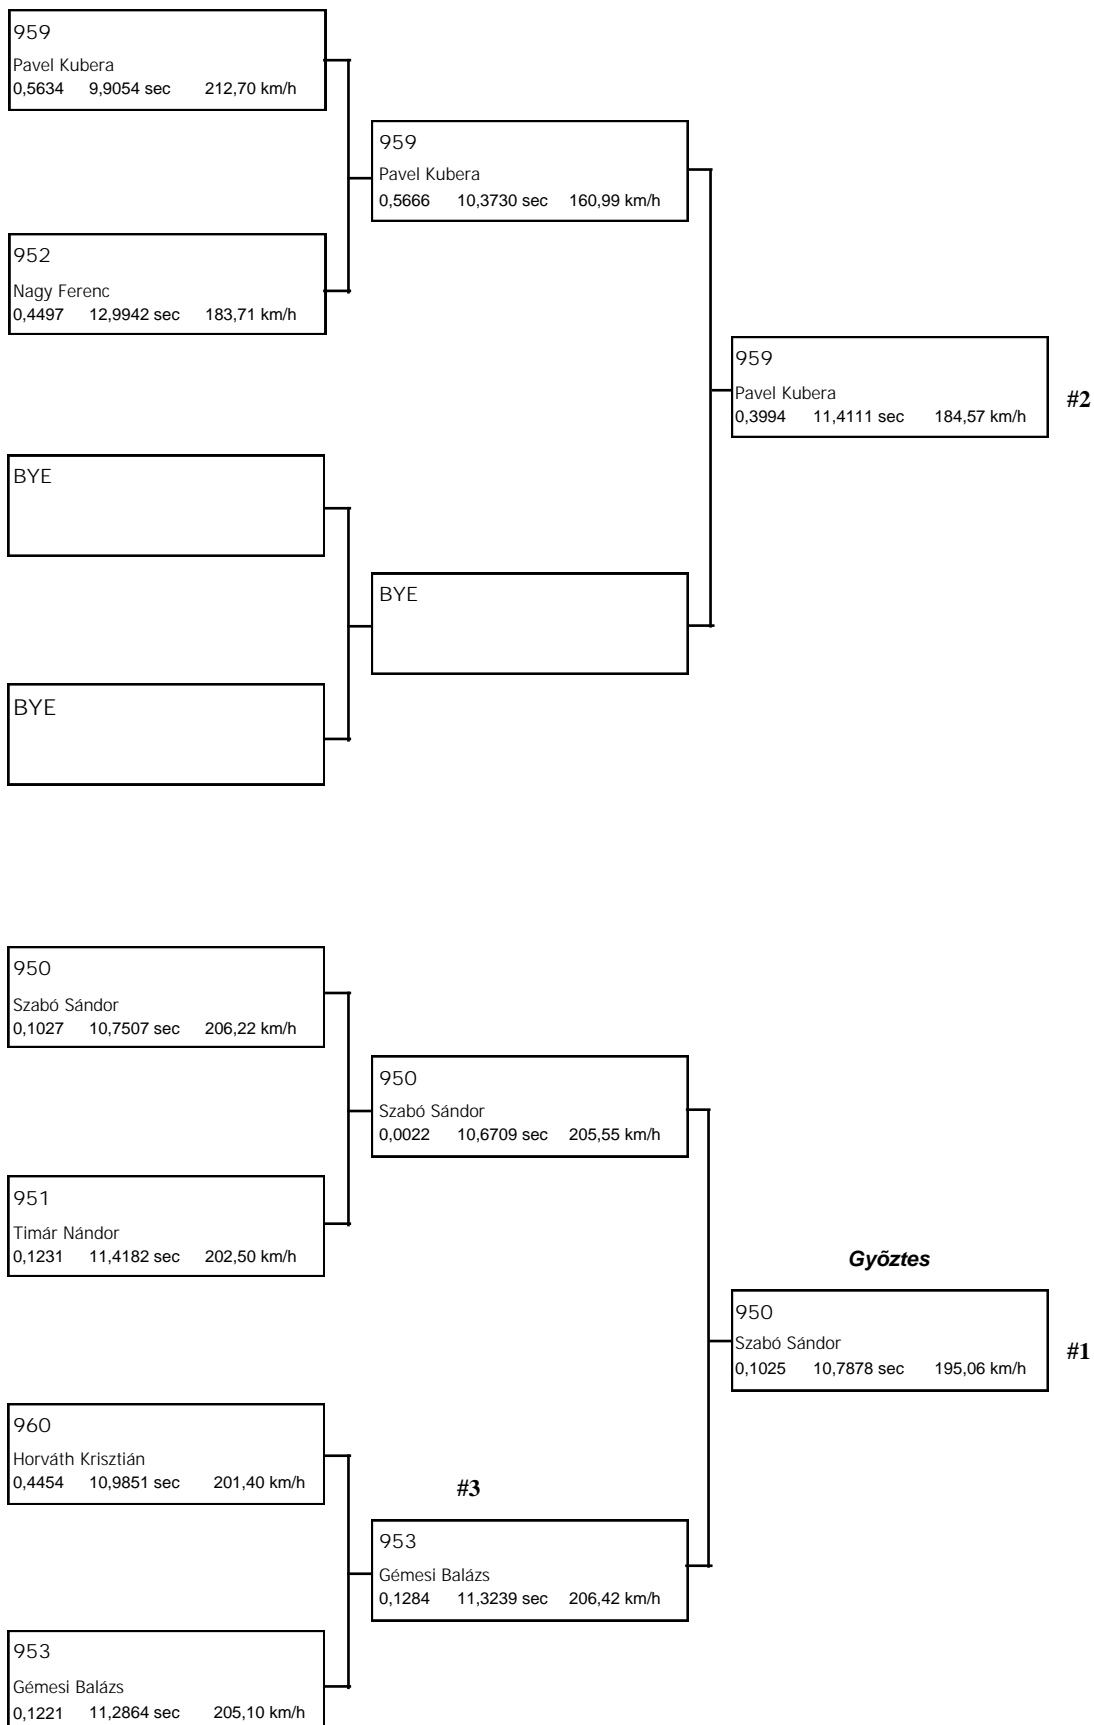 959
Pavel Kubera
0,5634 9,9054 sec 212,70 km/h
959
Pavel Kubera
0,5666 10,3730 sec 160,99 km/h
952
Nagy Ferenc
0,4497 12,9942 sec 183,71 km/h
959
Pavel Kubera
0,3994 11,4111 sec 184,57 km/h
#2
BYE
BYE
BYE
950
Szabó Sándor
0,1027 10,7507 sec 206,22 km/h
950
Szabó Sándor
0,0022 10,6709 sec 205,55 km/h
951
Timár Nándor
0,1231 11,4182 sec 202,50 km/h
Gyõztes
950
Szabó Sándor
0,1025 10,7878 sec 195,06 km/h
#1
960
Horváth Krisztián
0,4454 10,9851 sec 201,40 km/h
#3
953
Gémesi Balázs
0,1284 11,3239 sec 206,42 km/h
953
Gémesi Balázs
0,1221 11,2864 sec 205,10 km/h